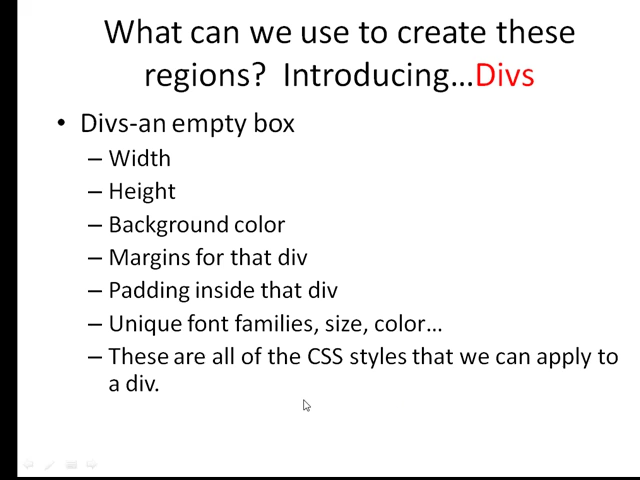 What can we use to create these
regions?  Introducing...Divs
• Divs-an empty box
– Width
– Height
– Background color
– Margins for that div
– Padding inside that div
– Unique font families, size, color...
– These are all of the CSS styles that we can apply to
a div.